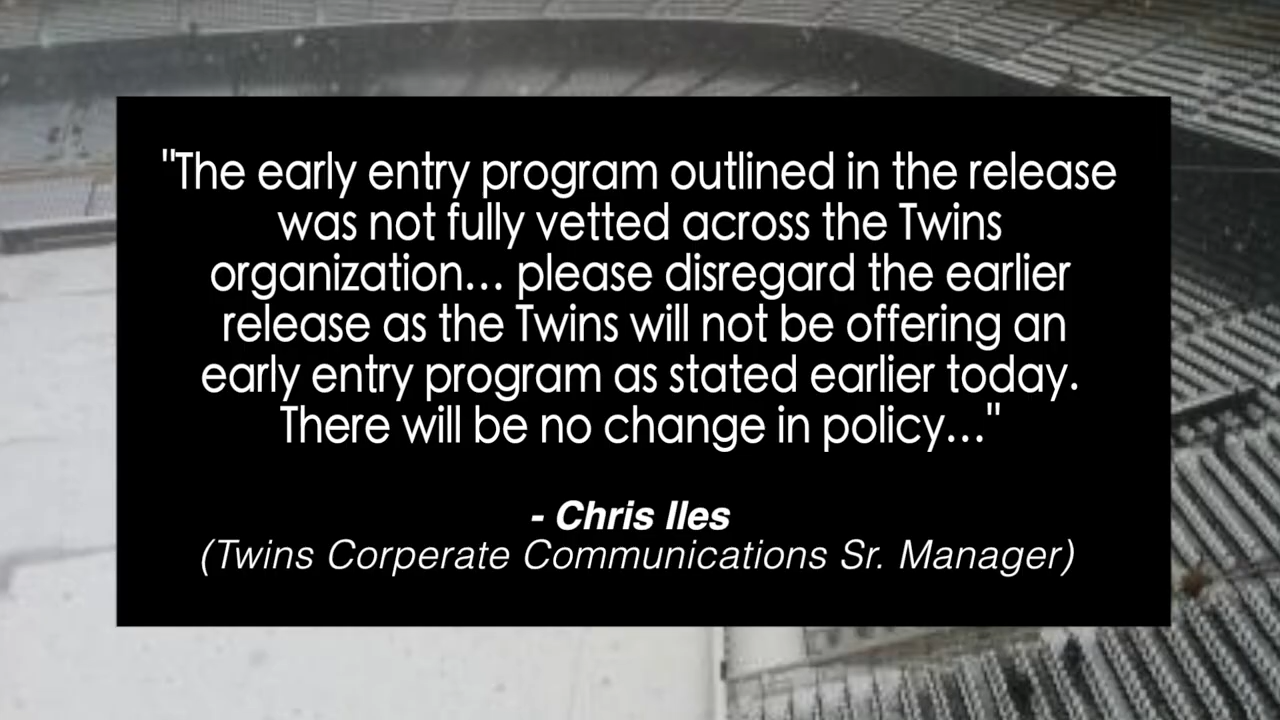 "The early entry program outlined in the release
was not fully vetted across the Twins
organization... please disregard the earlier
release as the Twins will not be offering an
early entry program as stated earlier today.
There will be no change in policy..."
- Chris Iles
(Twins Corperate Communications Sr. Manager)